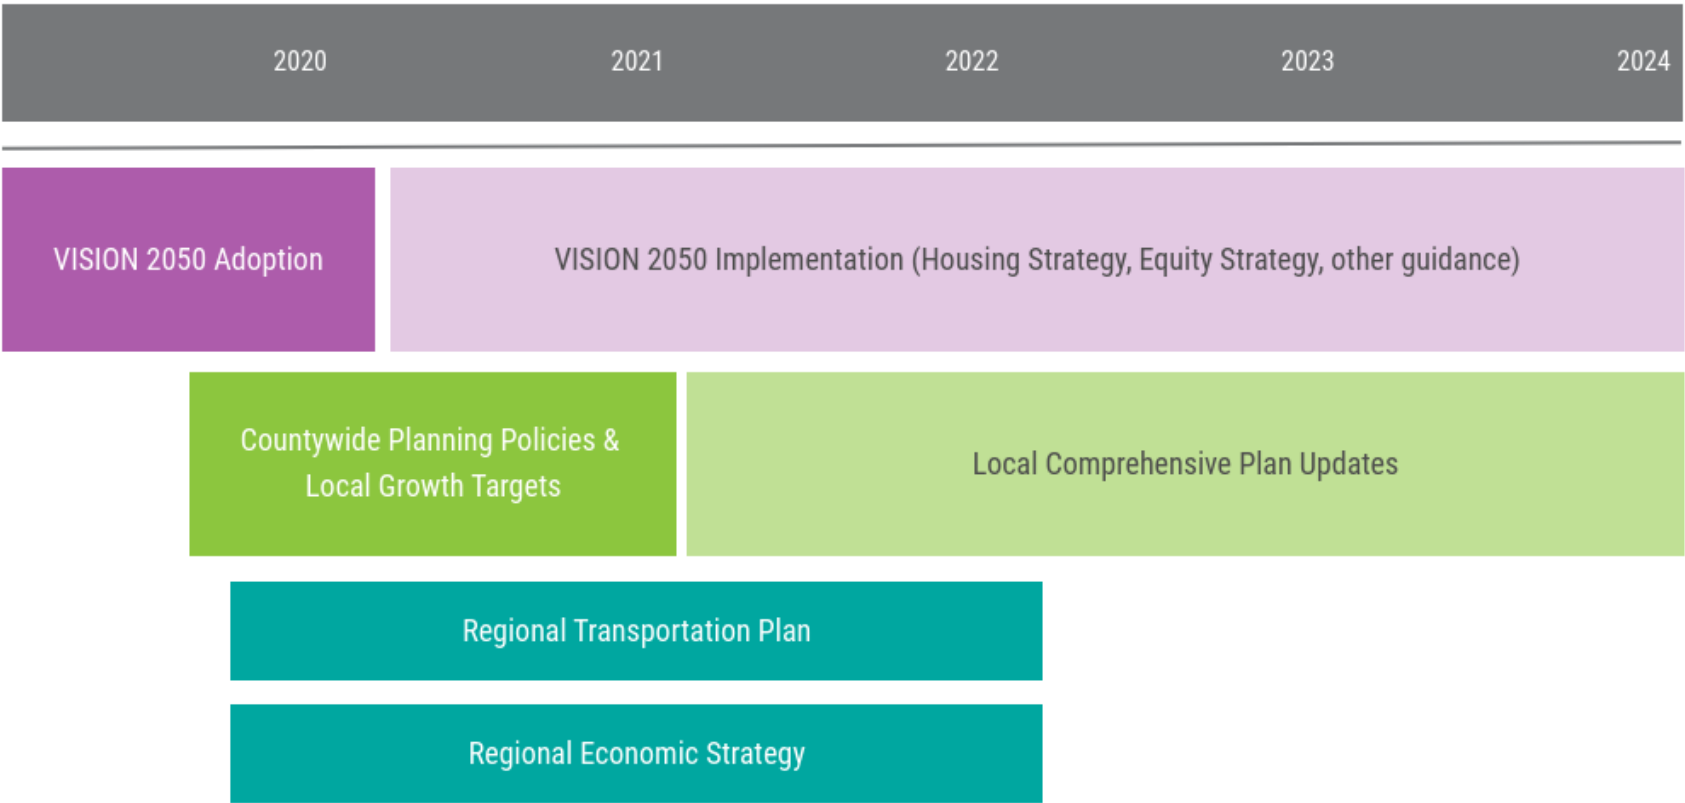 2020 2021 2022 2023 2024
VISION 2050 Adoption
VISION 2050 Implementation (Housing Strategy, Equity Strategy, other guidance)
Countywide Planning Policies &
Local Growth Targets
Local Comprehensive Plan Updates
Regional Transportation Plan
Regional Economic Strategy